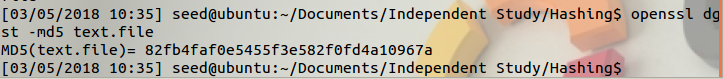 [03/05/2018 10:35] seed@ubuntu:~/Documents/Independent Study/Hashing$ openssl dg
st -md5 text.file
MD5(text.file)= 82fb4faf0e5455f3e582f0fd4a10967a
[03/05/2018 10:35] seed@ubuntu:~/Documents/Independent Study/Hashing$